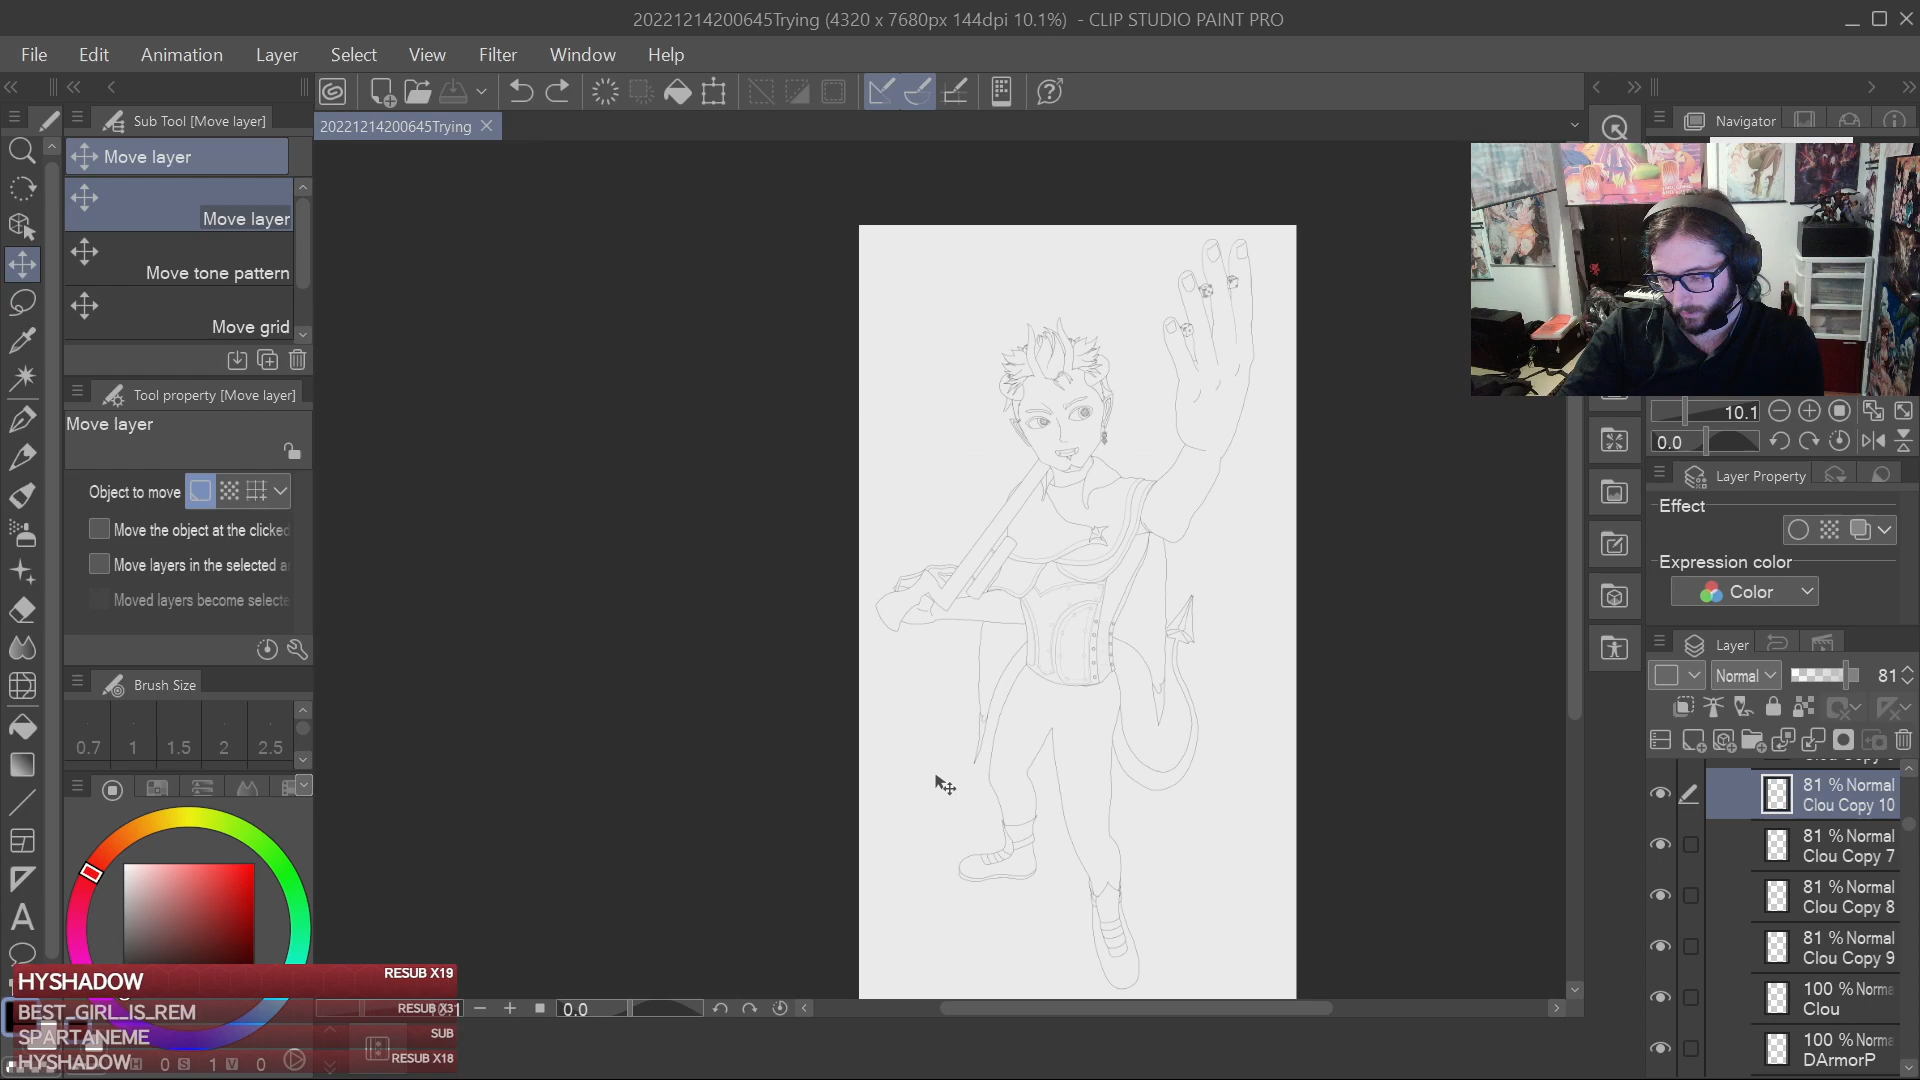 20221214200645Trying (4320 x 7680px 144dpi 10.1%) - CLIP STUDIO PAINT PRO
File Edit Animation Layer Select View Filter Window Help
Sub Tool [Move layer]
20221214200645Trying
Navigator
Move layer
Move layer
Move tone pattern
Move grid
Tool property [Move layer]
Move layer
Object to move
Move the object at the clicked
Move layers in the selected a
Moved layers become selecte
Brush Size
0.7 1 1.5 2 2.5
10.1
0.0
Layer Property
Effect
Expression color
Color
Layer
Normal 81
81 % Normal
Clou Copy 10
81 % Normal
Clou Copy 7
81 % Normal
Clou Copy 8
81 % Normal
Clou Copy 9
100 % Norma
Clou
100 % Norma
DArmorP
HYSHADOW RESUB X19
BEST_GIRL_IS_REM RESUB X31
SPARTANEME SUB
HYSHADOW RESUB X18
0.0
H 0 S 1 V 0